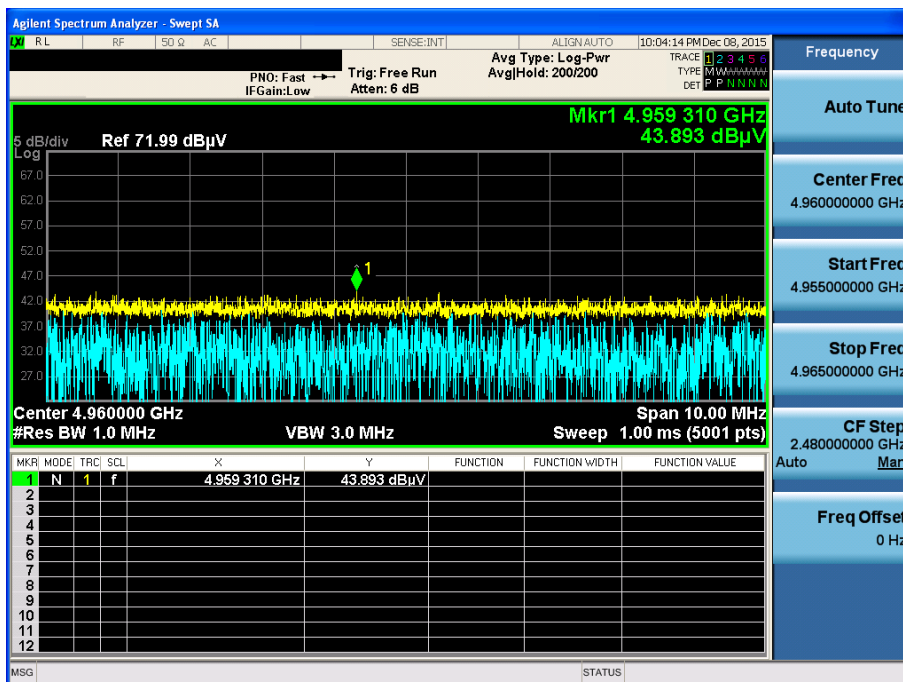 Agilent Spectrum Analyzer - Swept SA
LXI RL RF 50 Ω AC SENSE:INT ALIGN AUTO 10:04:14 PM Dec 08, 2015
PNO: Fast
IFGain:Low
Trig: Free Run
Atten: 6 dB
Avg Type: Log-Pwr
Avg|Hold: 200/200
TRACE 1 2 3 4 5 6
TYPE M
DET P P N N N N
Mkr1 4.959 310 GHz
43.893 dBµV
5 dB/div Ref 71.99 dBµV
Log
67.0
62.0
57.0
52.0
47.0
42.0
37.0
32.0
27.0
1
Center 4.960000 GHz Span 10.00 MHz
#Res BW 1.0 MHz VBW 3.0 MHz Sweep 1.00 ms (5001 pts)
MKR MODE TRC SCL X Y FUNCTION FUNCTION WIDTH FUNCTION VALUE
1 N 1 f 4.959 310 GHz 43.893 dBµV
2
3
4
5
6
7
8
9
10
11
12
MSG STATUS
Frequency
Auto Tune
Center Freq
4.960000000 GHz
Start Freq
4.955000000 GHz
Stop Freq
4.965000000 GHz
CF Step
2.480000000 GHz
Auto Man
Freq Offset
0 Hz